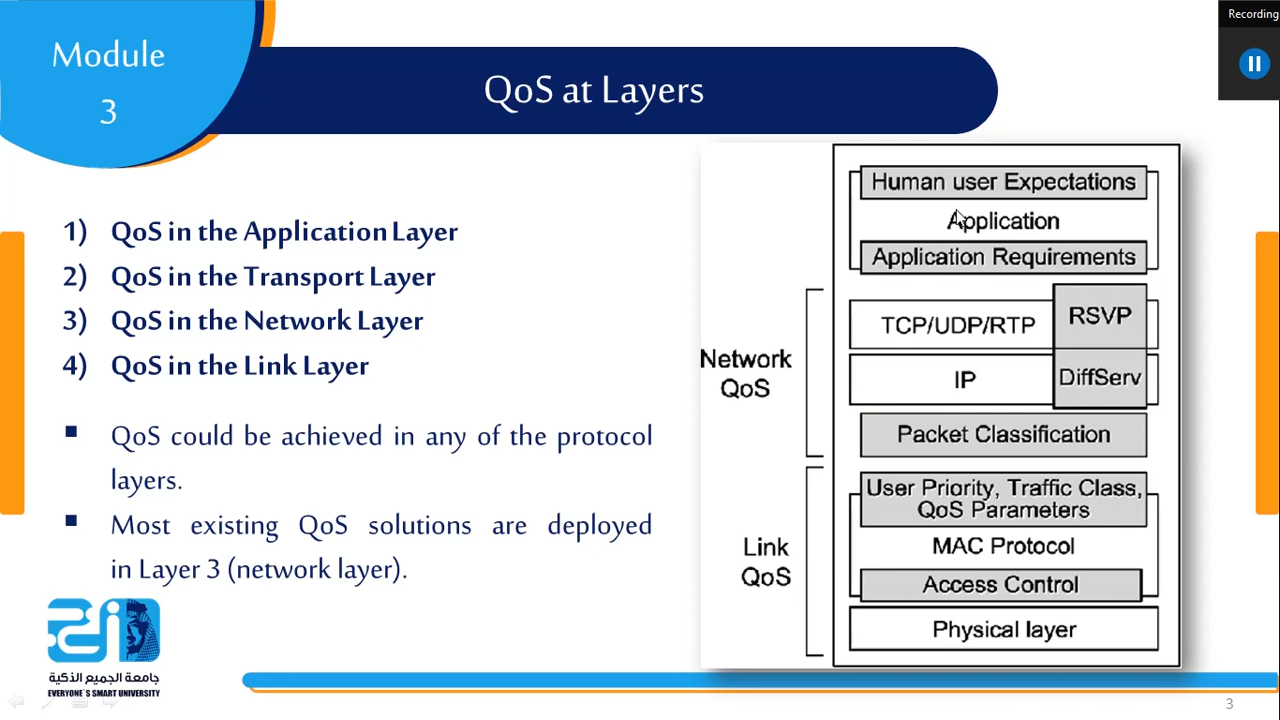 Recording
Module
3
QoS at Layers
1) QoS in the Application Layer
2) QoS in the Transport Layer
3) QoS in the Network Layer
4) QoS in the Link Layer
▪ QoS could be achieved in any of the protocol
layers.
▪ Most existing QoS solutions are deployed
in Layer 3 (network layer).
Human user Expectations
Application
Application Requirements
Network
QoS
TCP/UDP/RTP
RSVP
IP
DiffServ
Packet Classification
Link
QoS
User Priority, Traffic Class,
QoS Parameters
MAC Protocol
Access Control
Physical layer
جامعة الجميع الذكية
EVERYONE`S SMART UNIVERSITY
3